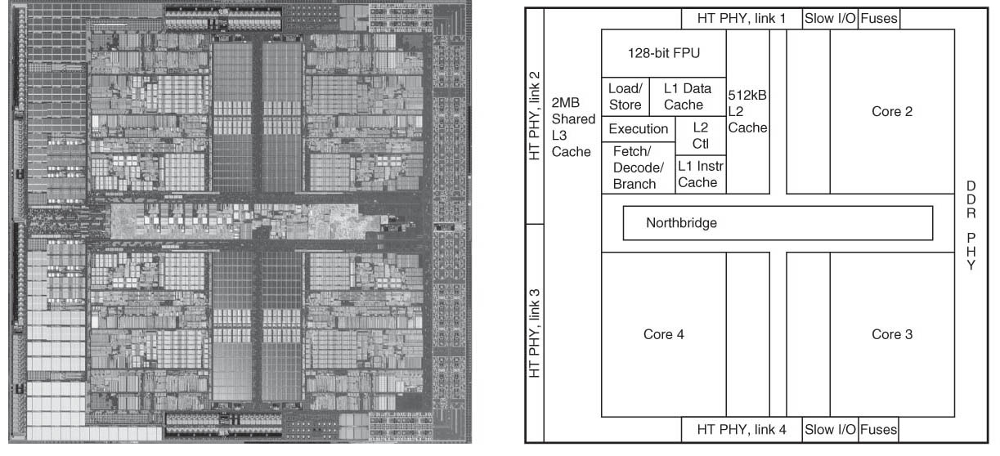 HT PHY, link 1
Slow I/O
Fuses
HT PHY, link 2
2MB
Shared
L3
Cache
128-bit FPU
Load/
Store
L1 Data
Cache
Execution
L2
Ctl
Fetch/
Decode/
Branch
L1 Instr
Cache
512kB
L2
Cache
Core 2
Northbridge
DDR PHY
HT PHY, link 3
Core 4
Core 3
HT PHY, link 4
Slow I/O
Fuses